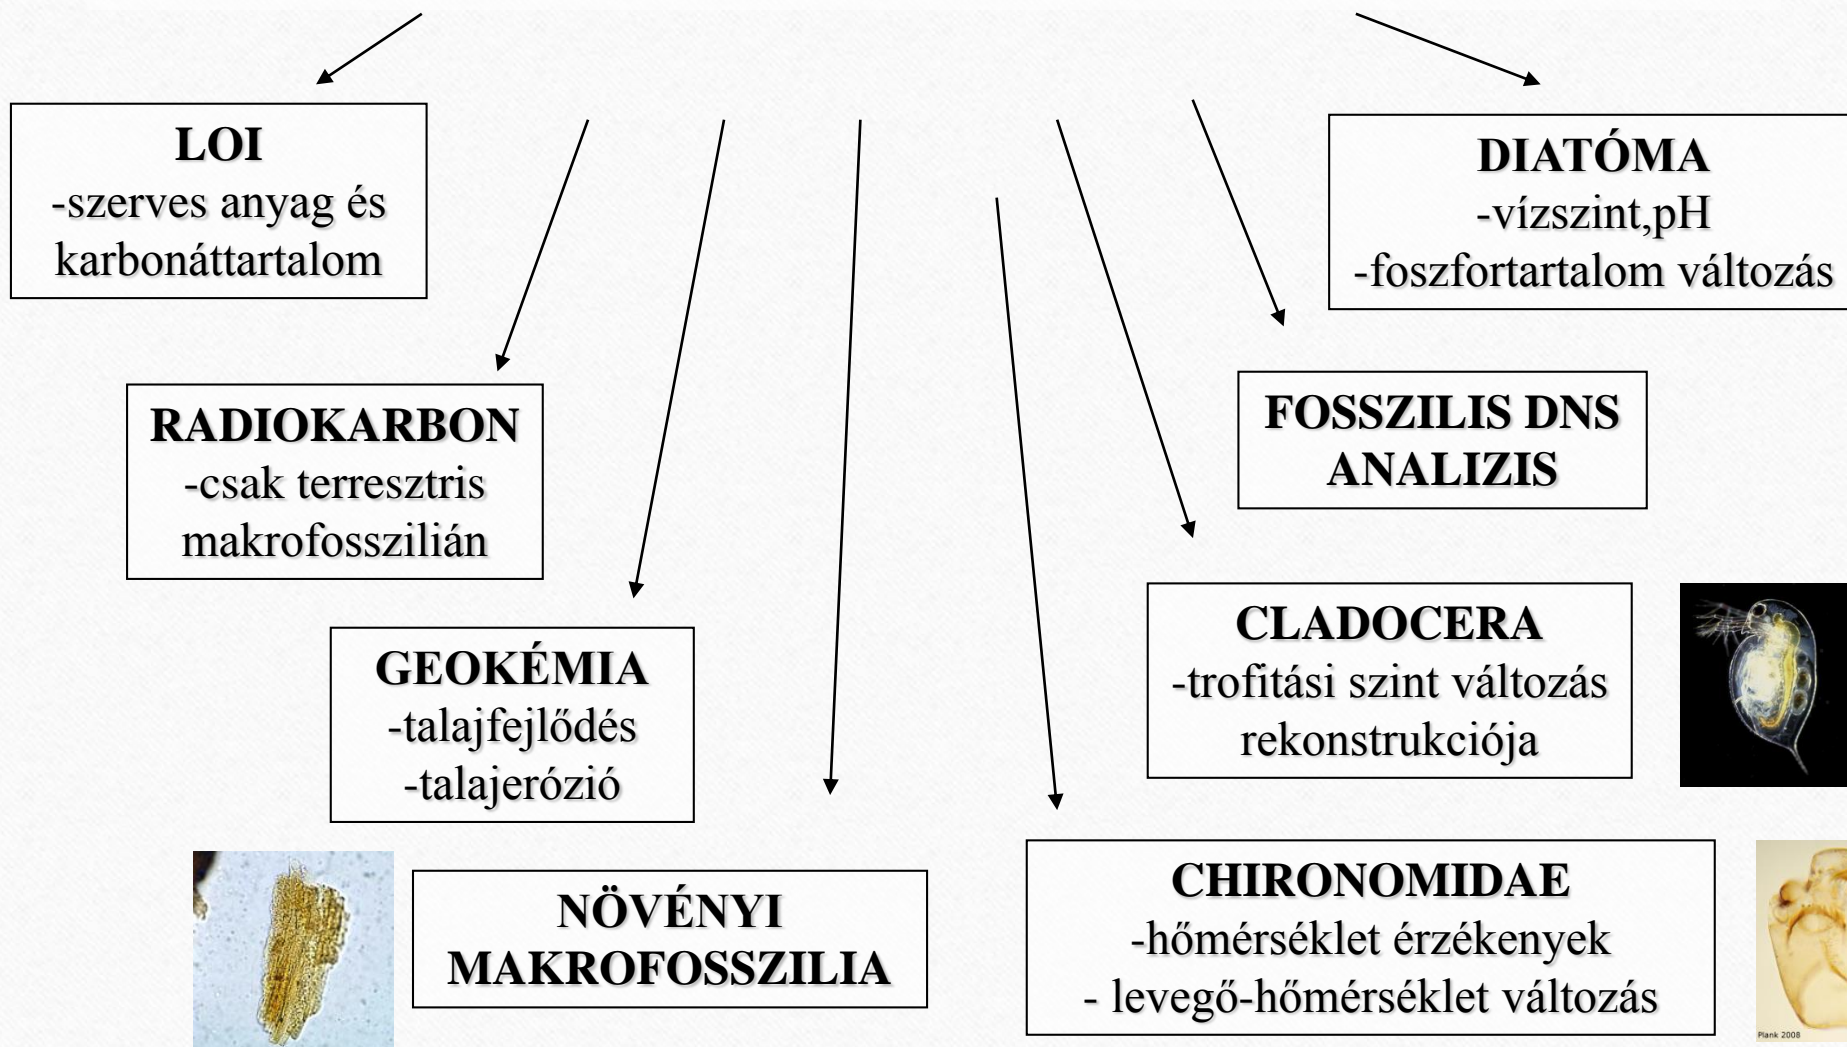 LOI
-szerves anyag és
karbonáttartalom
DIATÓMA
-vízszint,pH
-foszfortartalom változás
RADIOKARBON
-csak terresztris
makrofosszilián
FOSSZILIS DNS
ANALIZIS
GEOKÉMIA
-talajfejlődés
-talajerózió
CLADOCERA
-trofitási szint változás
rekonstrukciója
NÖVÉNYI
MAKROFOSSZILIA
CHIRONOMIDAE
-hőmérséklet érzékenyek
- levegő-hőmérséklet változás
Plank 2008